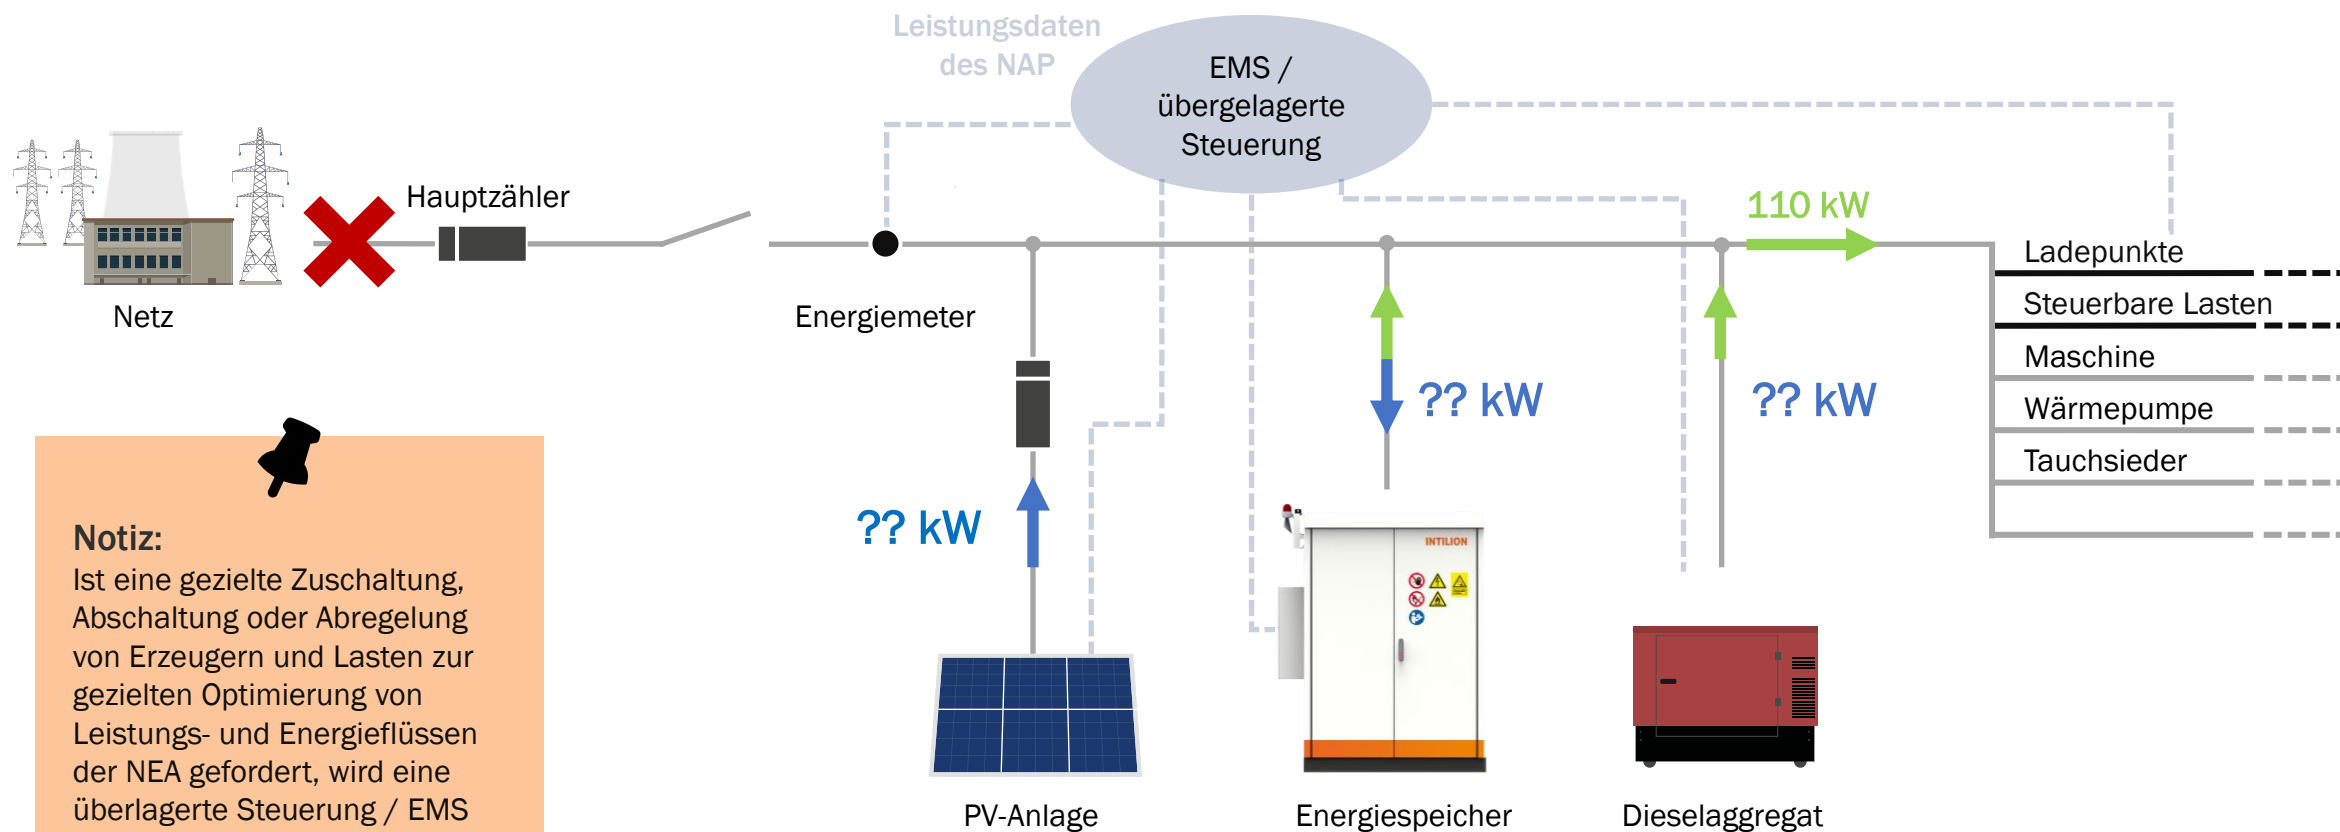 Leistungsdaten
des NAP
EMS /
übergelagerte
Steuerung
Hauptzähler
110 kW
Netz
Energiemeter
Ladepunkte
Steuerbare Lasten
Maschine
Wärmepumpe
Tauchsieder
?? kW
?? kW
?? kW
INTILION
Notiz:
Ist eine gezielte Zuschaltung,
Abschaltung oder Abregelung
von Erzeugern und Lasten zur
gezielten Optimierung von
Leistungs- und Energieflüssen
der NEA gefordert, wird eine
überlagerte Steuerung / EMS
PV-Anlage
Energiespeicher
Dieselaggregat